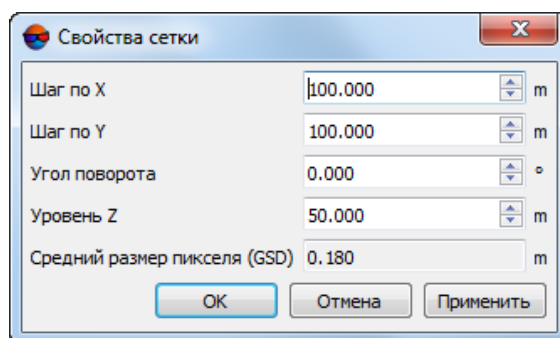 Свойства сетки
Шаг по X 100.000 m
Шаг по Y 100.000 m
Угол поворота 0.000 °
Уровень Z 50.000 m
Средний размер пикселя (GSD) 0.180 m
OK Отмена Применить